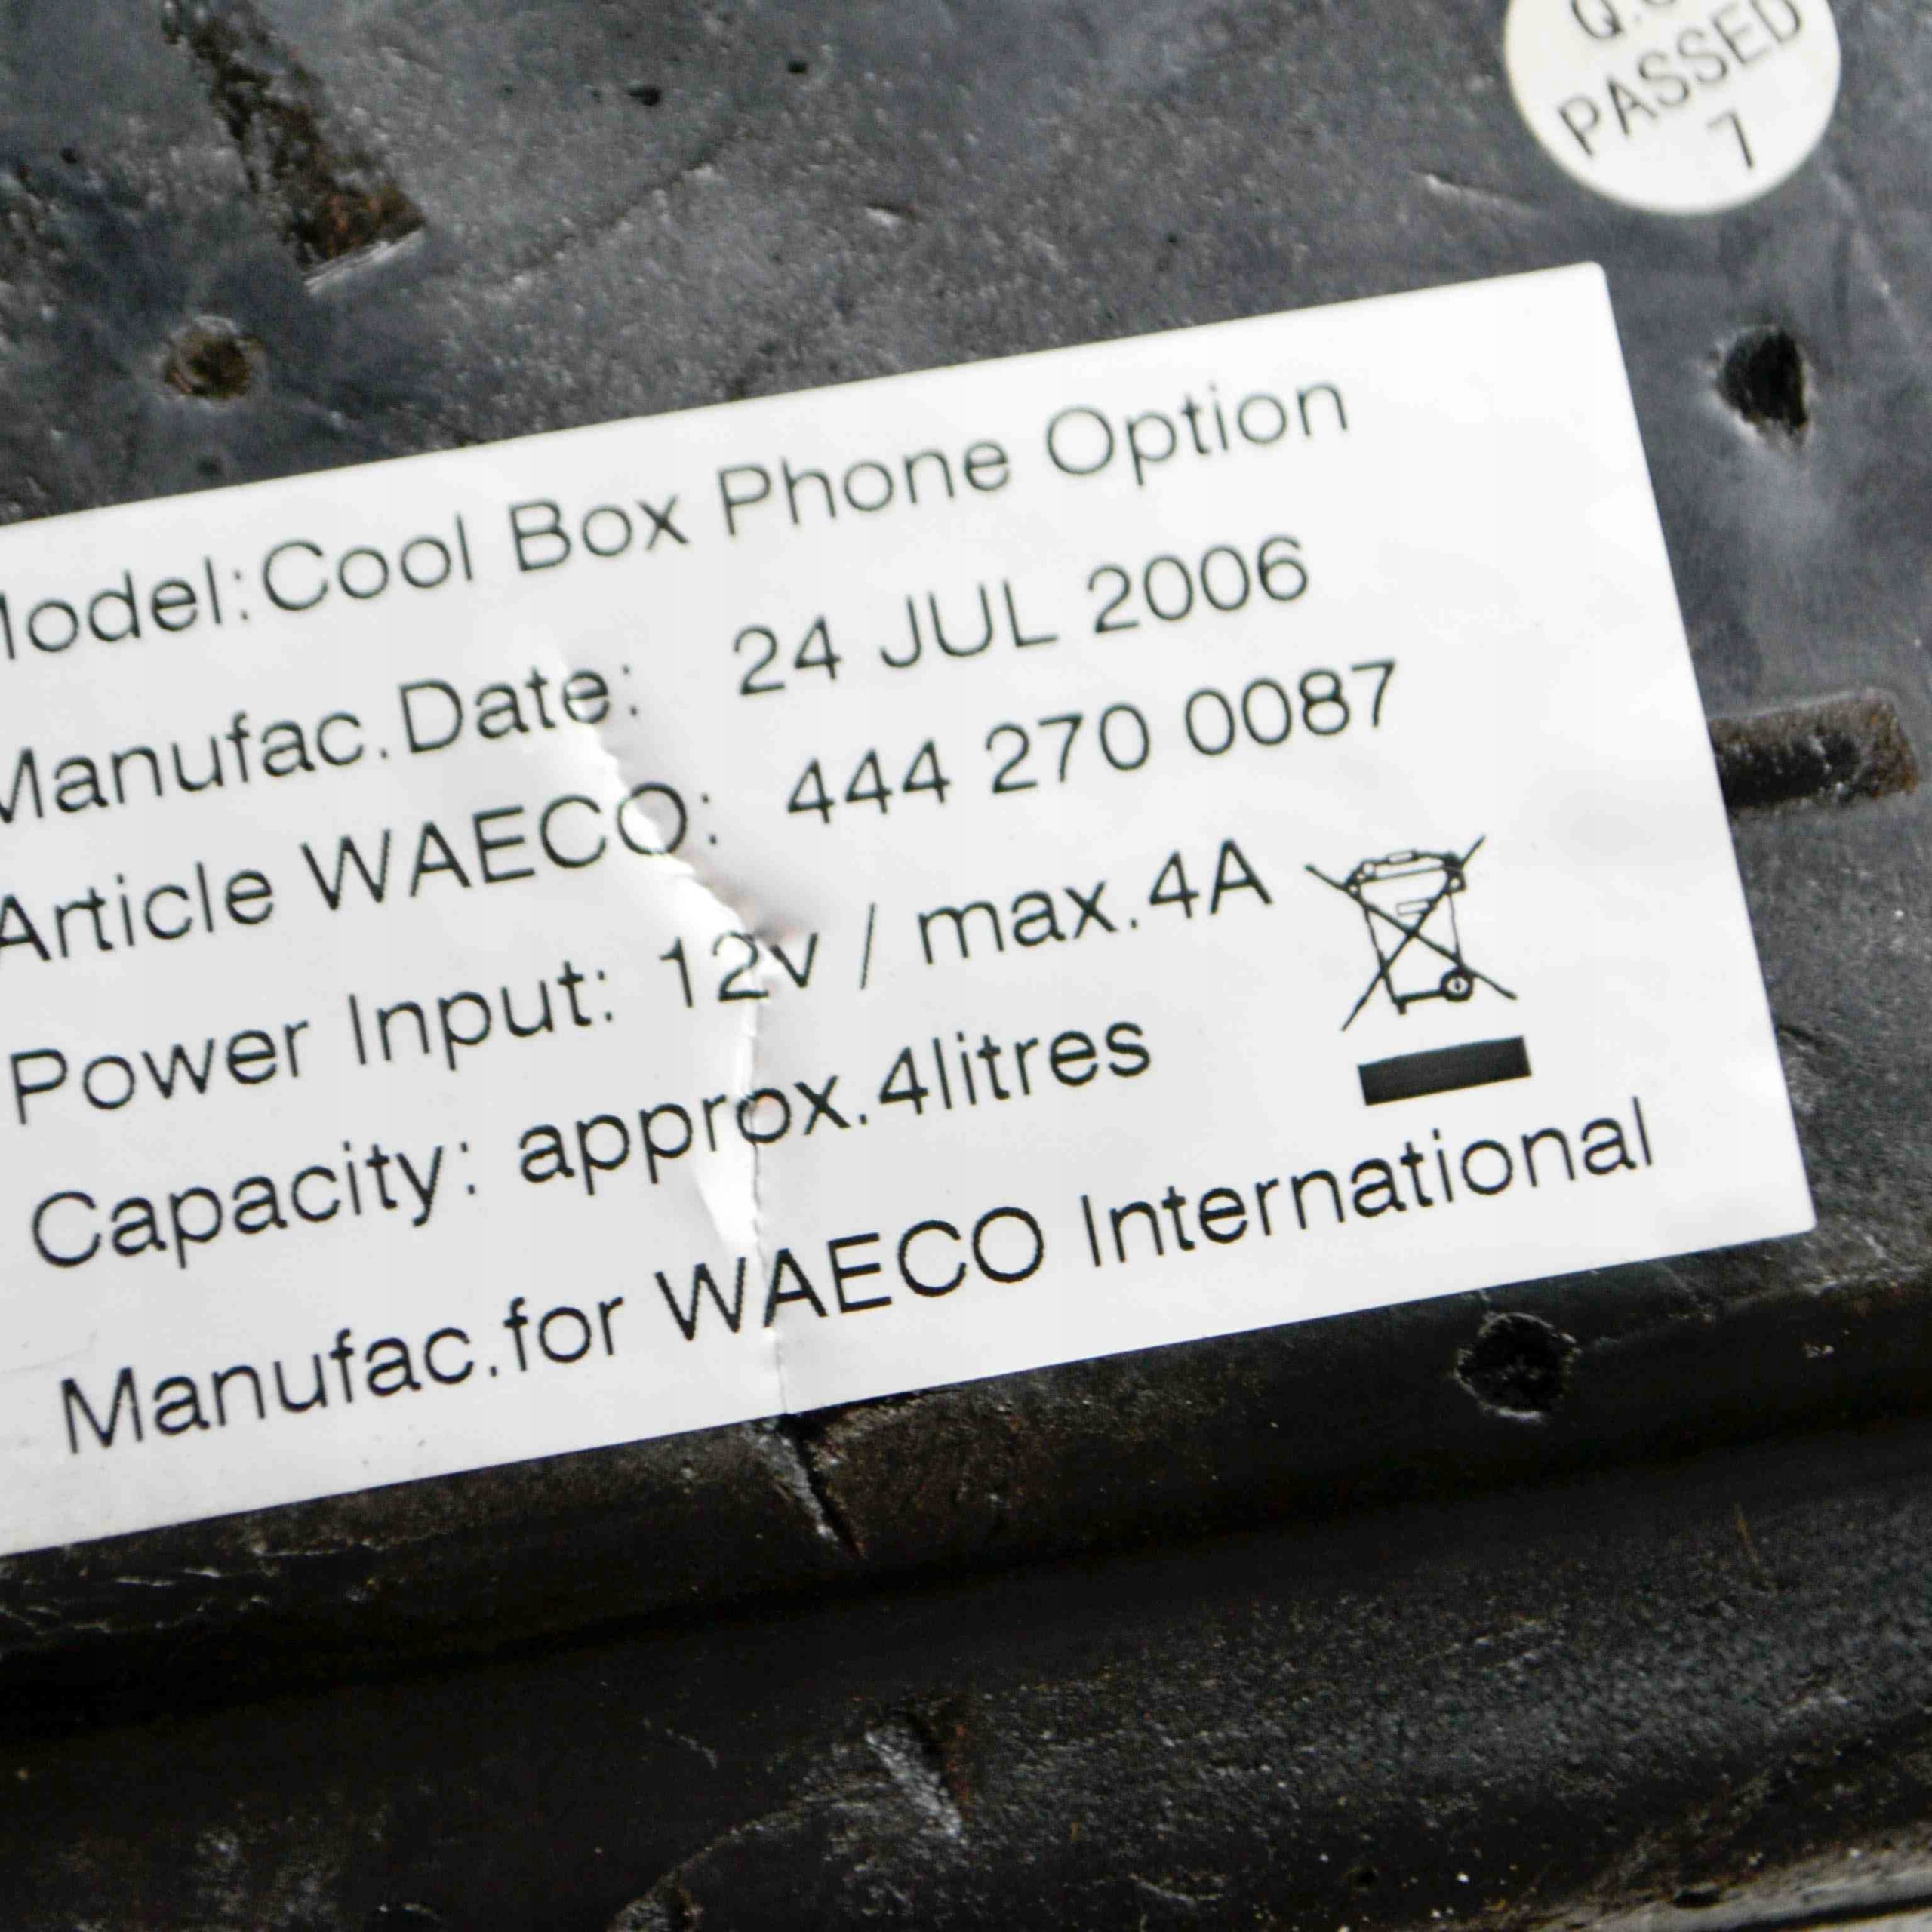 PASSED
7
Model:Cool Box Phone Option
Manufac.Date: 24 JUL 2006
Article WAECO: 444 270 0087
Power Input: 12v / max.4A
Capacity: approx.4litres
Manufac.for WAECO International